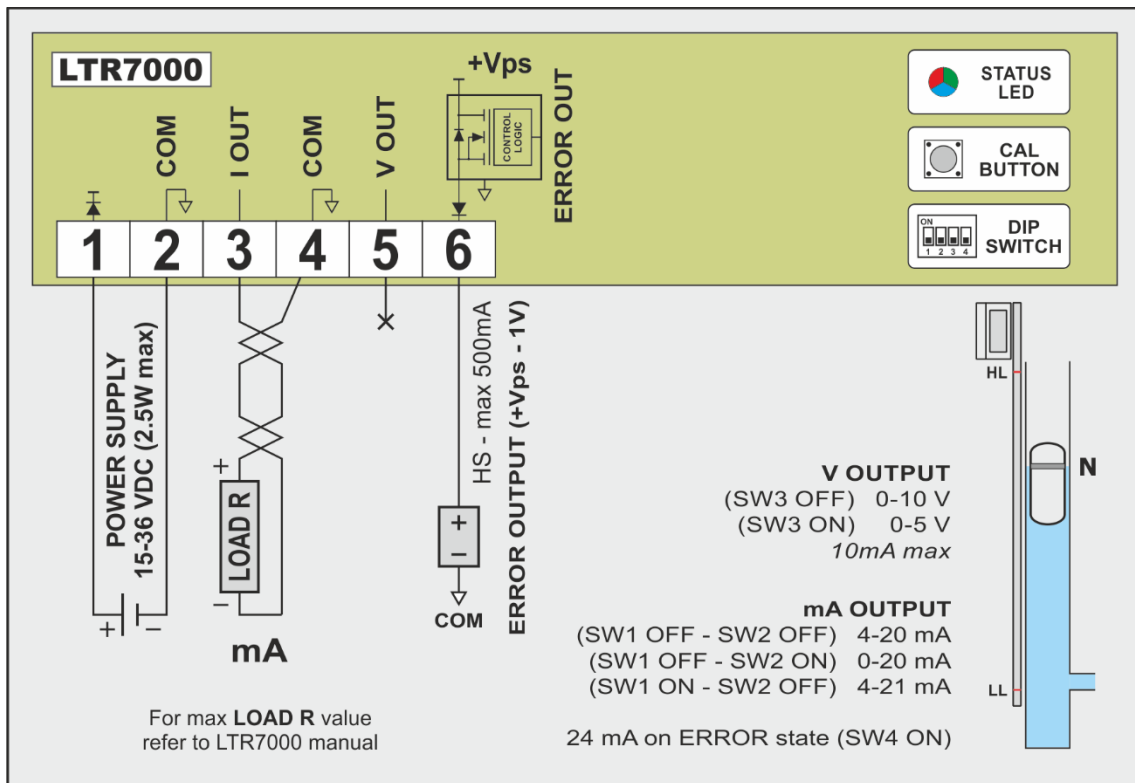 LTR7000
+Vps
CONTROL
LOGIC
ERROR OUT
COM
I OUT
COM
V OUT
1 2 3 4 5 6
STATUS
LED
CAL
BUTTON
ON
1 2 3 4
DIP
SWITCH
POWER SUPPLY
15-36 VDC (2.5W max)
+ −
+
LOAD R
−
mA
HS - max 500mA
ERROR OUTPUT (+Vps - 1V)
+
−
COM
For max LOAD R value
refer to LTR7000 manual
HL
N
LL
V OUTPUT
(SW3 OFF) 0-10 V
(SW3 ON) 0-5 V
10mA max
mA OUTPUT
(SW1 OFF - SW2 OFF) 4-20 mA
(SW1 OFF - SW2 ON) 0-20 mA
(SW1 ON - SW2 OFF) 4-21 mA
24 mA on ERROR state (SW4 ON)